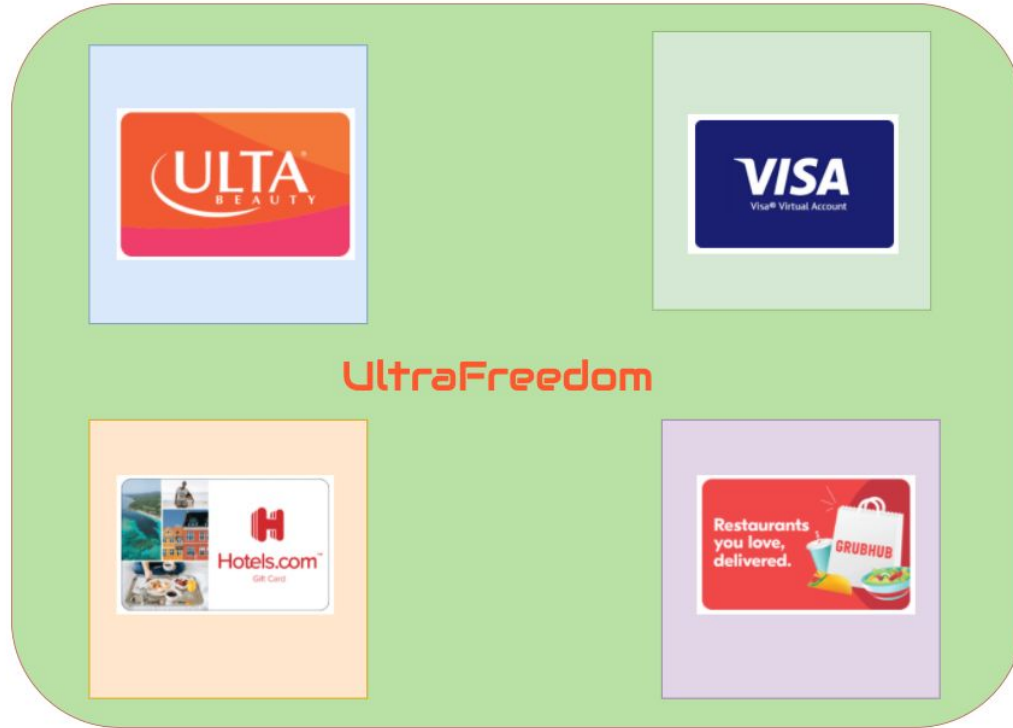 ULTA
BEAUTY
VISA
Visa® Virtual Account
UltraFreedom
Hotels.com™
Gift Card
Restaurants
you love,
delivered.
GRUBHUB